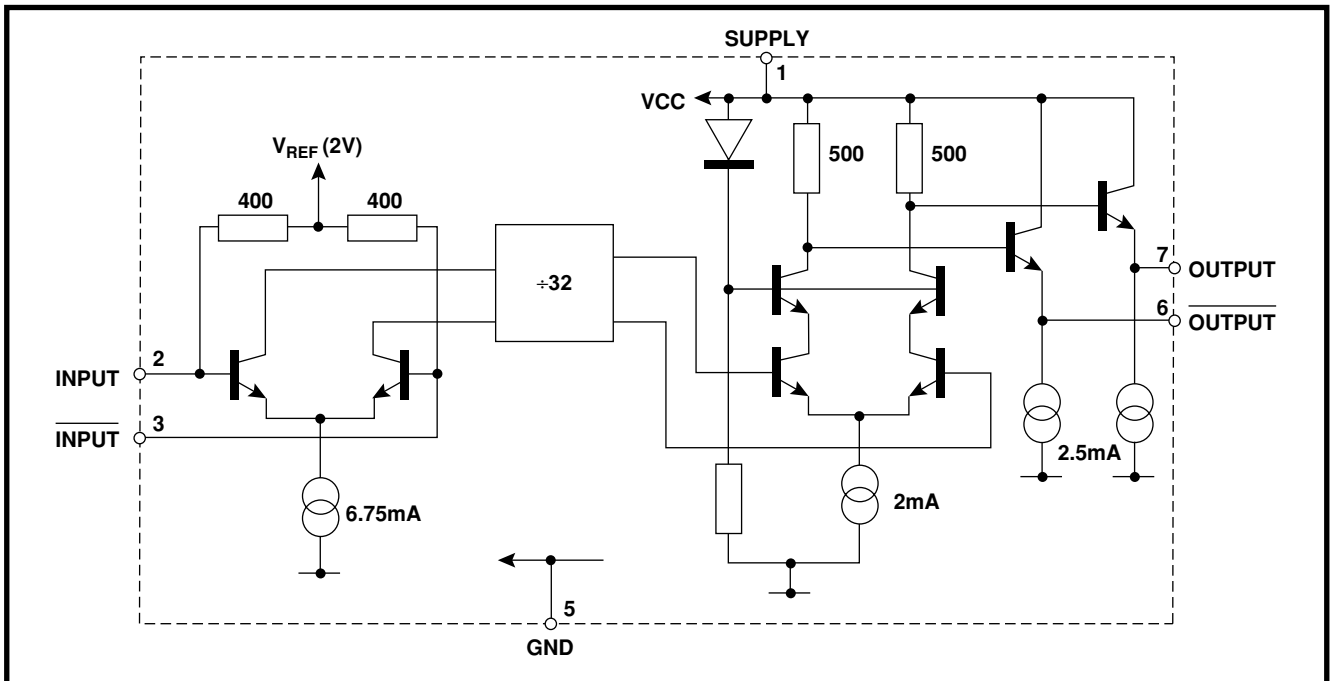 SUPPLY
1
VCC
V_REF (2V)
500
500
400
400
7
OUTPUT
÷32
6
OUTPUT
2
INPUT
3
INPUT
2.5mA
6.75mA
2mA
5
GND